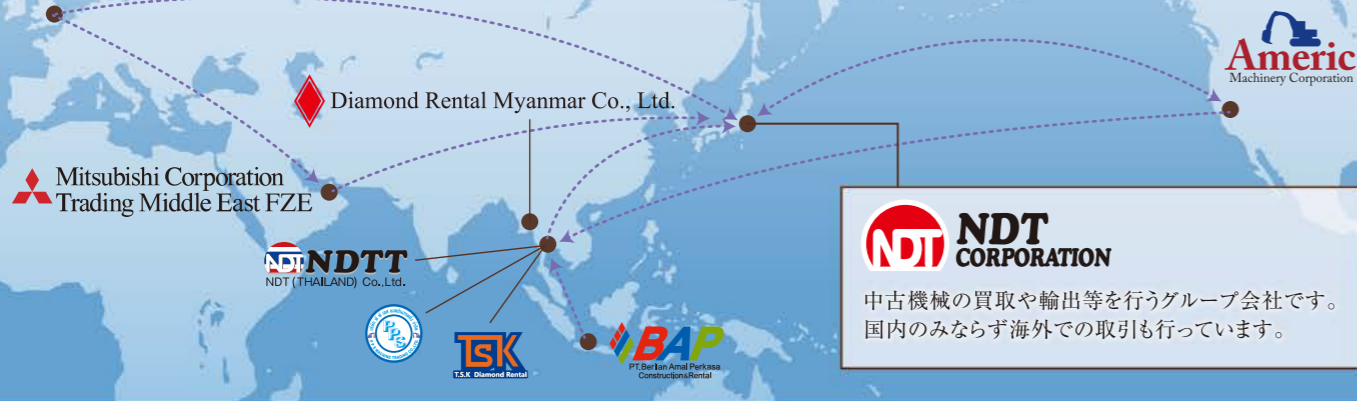 Americ
Machinery Corporation
Diamond Rental Myanmar Co., Ltd.
Mitsubishi Corporation
Trading Middle East FZE
NDT NDTT
NDT (THAILAND) Co.,Ltd.
P.P.S
TSK
T.S.K Diamond Rental
BAP
PT.Berlian Amal Perkasa
Construction&Rental
NDT NDT
CORPORATION
中古機械の買取や輸出等を行うグループ会社です。
国内のみならず海外での取引も行っています。